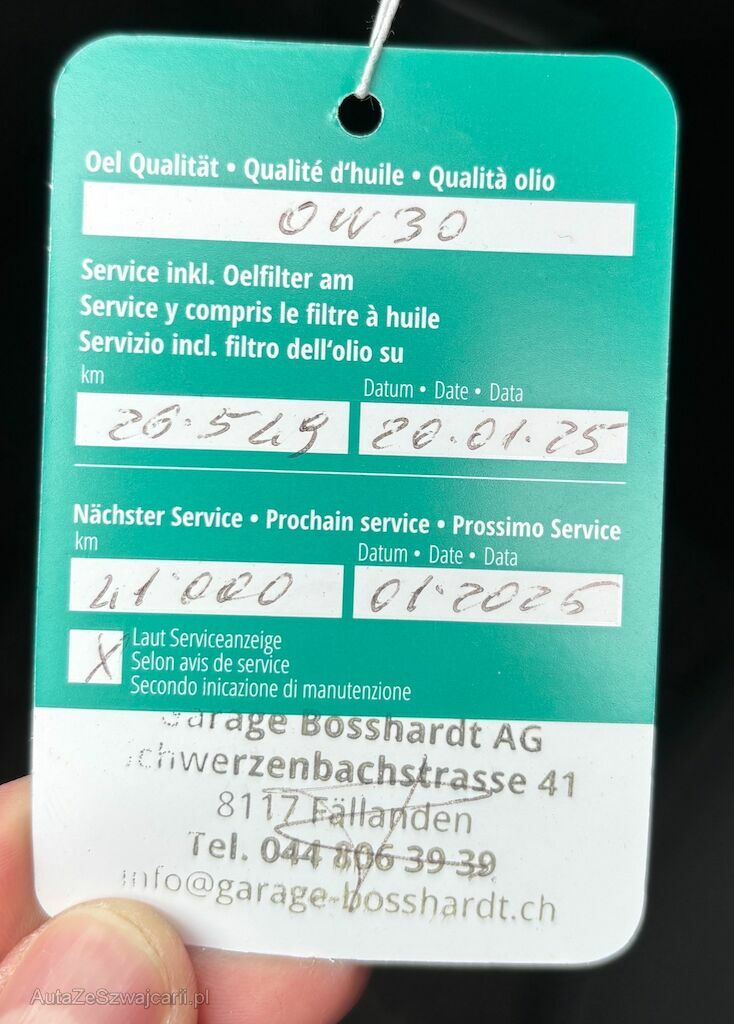 Oel Qualität • Qualité d'huile • Qualità olio
0W30
Service inkl. Oelfilter am
Service y compris le filtre à huile
Servizio incl. filtro dell'olio su
km Datum • Date • Data
26.549 20.01.25
Nächster Service • Prochain service • Prossimo Service
km Datum • Date • Data
41'000 01.2026
X Laut Serviceanzeige
Selon avis de service
Secondo inicazione di manutenzione
Garage Bosshardt AG
Schwerzenbachstrasse 41
8117 Fällanden
Tel. 044 806 39 39
info@garage-bosshardt.ch
AutaZeSzwajcarii.pl